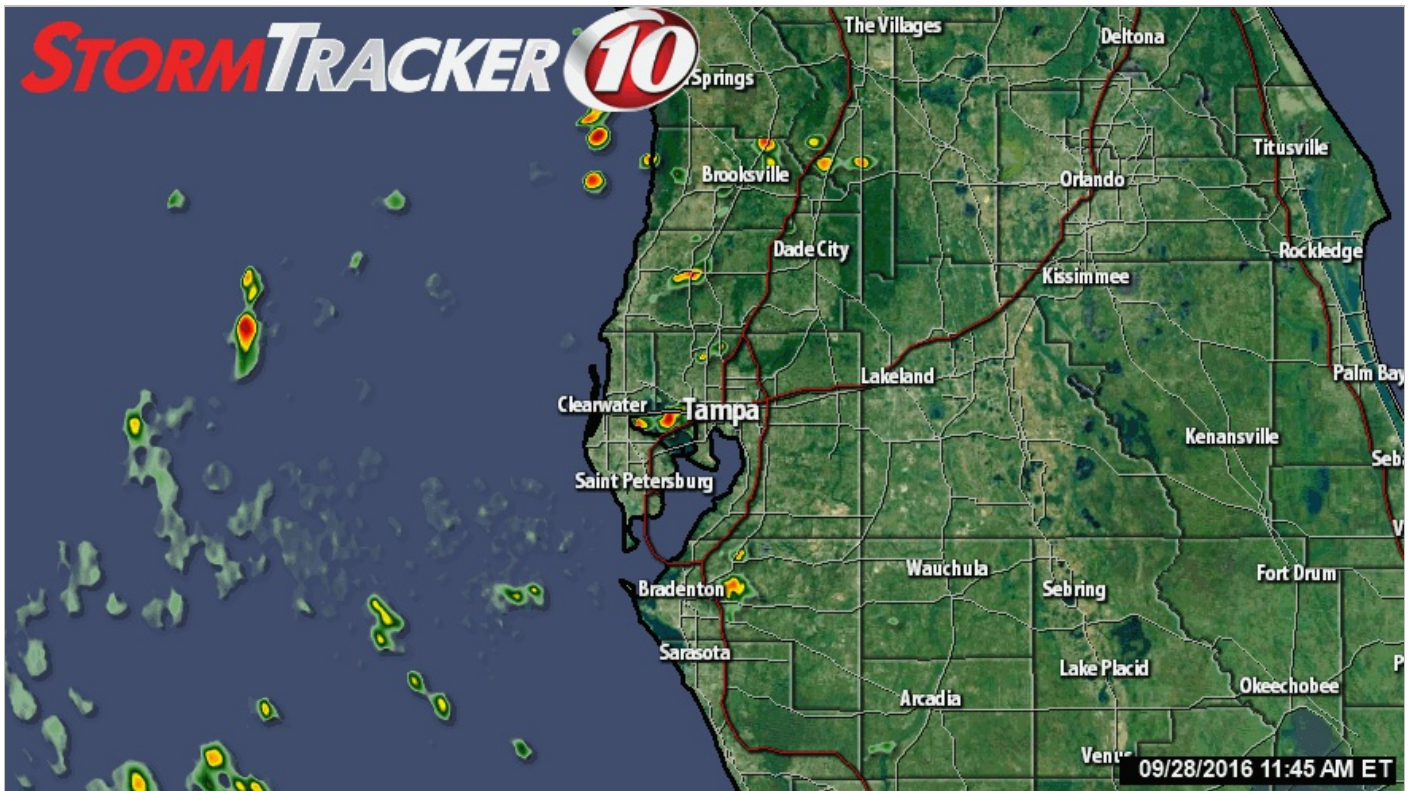 STORMTRACKER 10
The Villages
Deltona
Springs
Titusville
Brooksville
Orlando
Dade City
Rockledge
Kissimmee
Palm Bay
Lakeland
Clearwater
Tampa
Kenansville
Seb
Saint Petersburg
V
Wauchula
Fort Drum
Bradenton
Sebring
Sarasota
P
Lake Placid
Okeechobee
Arcadia
Venus
09/28/2016 11:45 AM ET